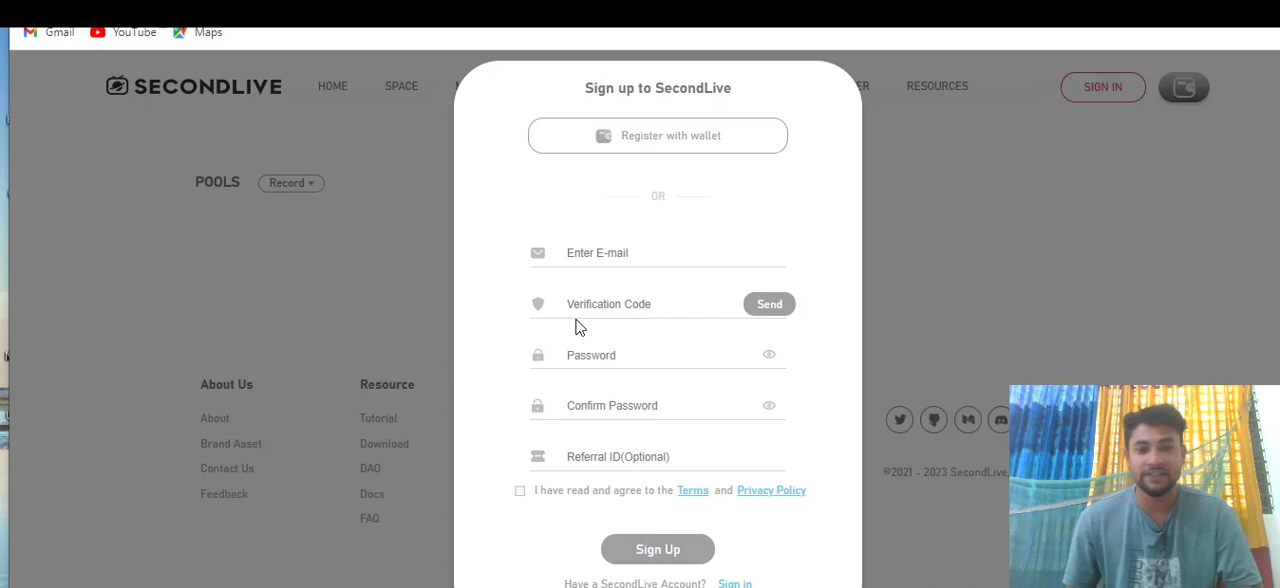 Gmail YouTube Maps
SECONDLIVE HOME SPACE ER RESOURCES SIGN IN
Sign up to SecondLive
Register with wallet
POOLS Record
OR
Enter E-mail
Verification Code Send
Password
Confirm Password
Referral ID(Optional)
I have read and agree to the Terms and Privacy Policy
Sign Up
Have a SecondLive Account? Sign in
About Us Resource
About Tutorial
Brand Asset Download
Contact Us DAO
Feedback Docs
FAQ
©2021 - 2023 SecondLive,